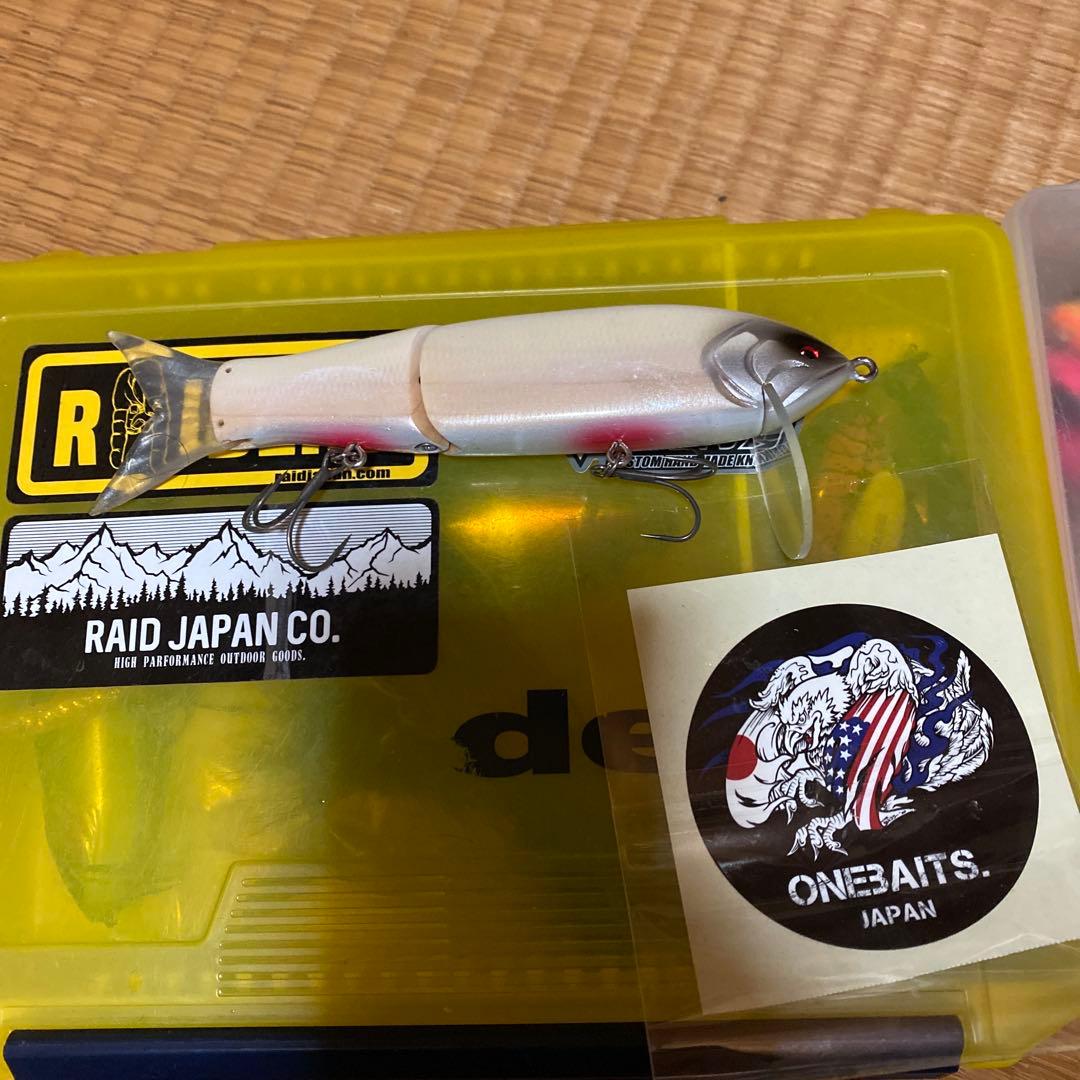 raidjapan.com
RAID JAPAN CO.
HIGH PARFORMANCE OUTDOOR GOODS.
de
ONEBAITS.
JAPAN